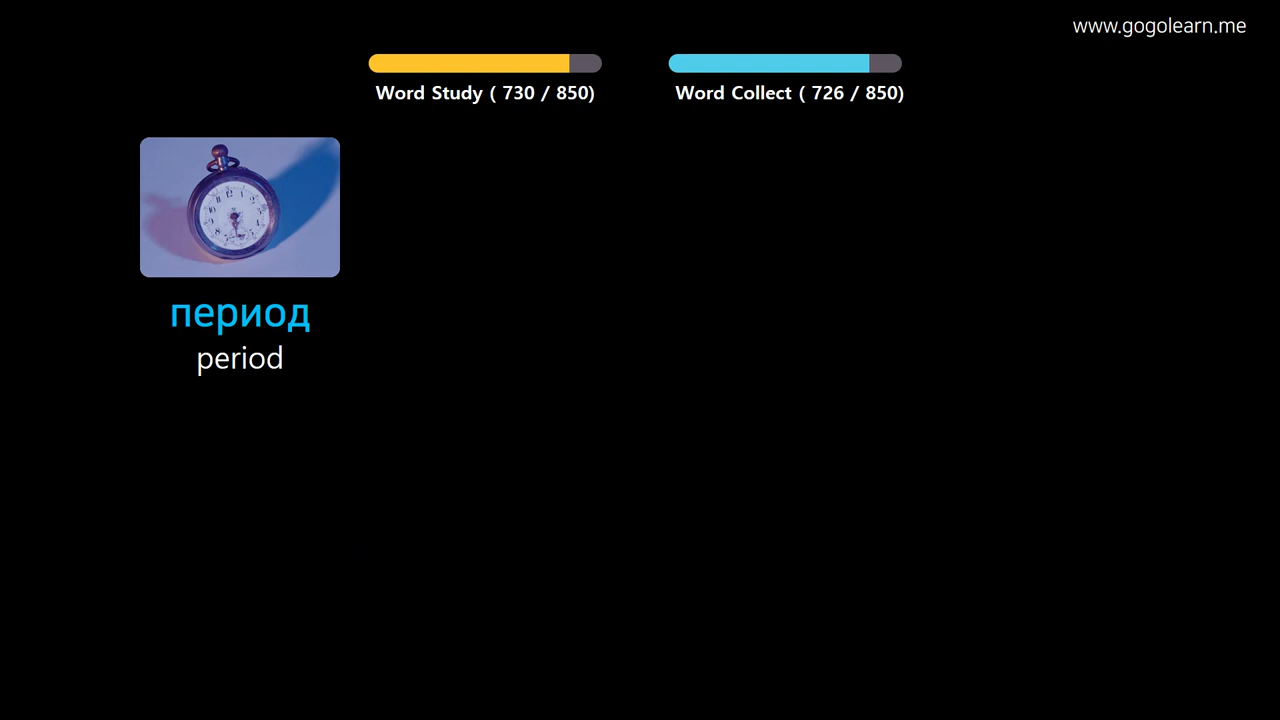 www.gogolearn.me
Word Study ( 730 / 850)
Word Collect ( 726 / 850)
период
period